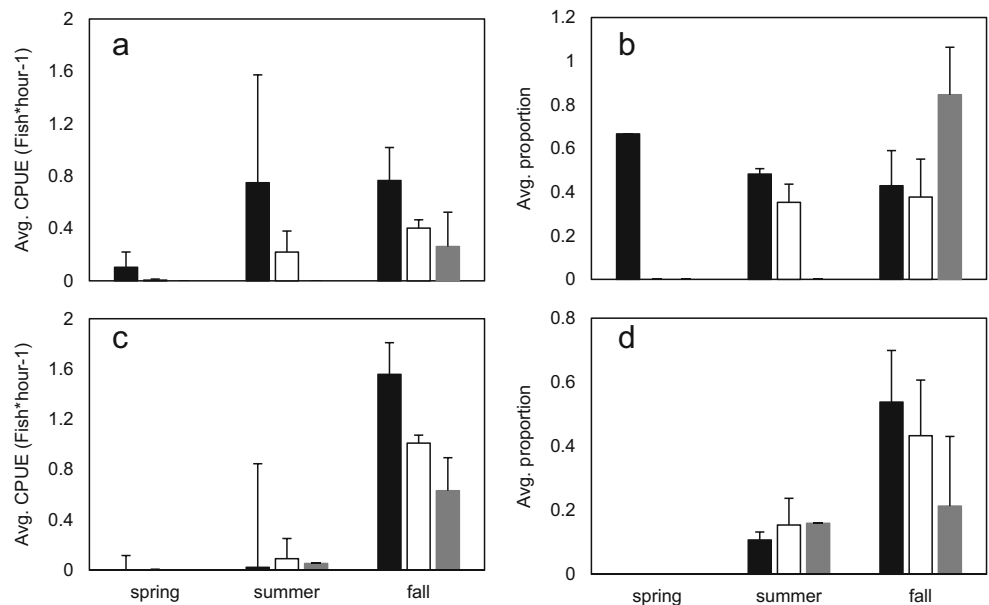 a
Avg. CPUE (Fish*hour-1)
2
1.6
1.2
0.8
0.4
0
b
Avg. proportion
1.2
1
0.8
0.6
0.4
0.2
0
c
Avg. CPUE (Fish*hour-1)
2
1.6
1.2
0.8
0.4
0
spring summer fall
d
Avg. proportion
0.8
0.6
0.4
0.2
0
spring summer fall